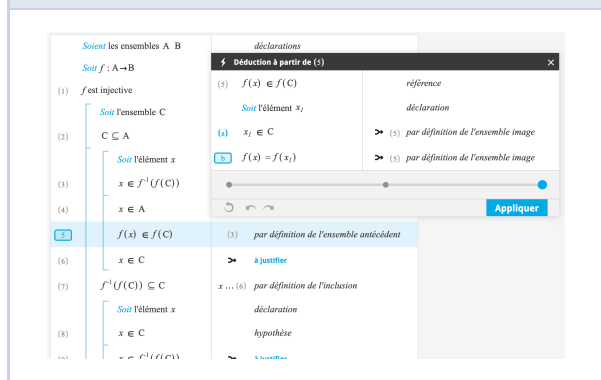 Soient les ensembles A B déclarations
Soit f : A→B
(1) f est injective
Soit l'ensemble C
(2) C ⊆ A
Soit l'élément x
(3) x ∈ f⁻¹(f(C))
(4) x ∈ A
5 f(x) ∈ f(C) (3) par définition de l'ensemble antécédent
(6) x ∈ C à justifier
(7) f⁻¹(f(C)) ⊆ C x … (6) par définition de l'inclusion
Soit l'élément x déclaration
(8) x ∈ C hypothèse
(9) x ∈ f⁻¹(f(C)) à justifier
Déduction à partir de (5) ×
(5) f(x) ∈ f(C) référence
Soit l'élément x₁ déclaration
(a) x₁ ∈ C (5) par définition de l'ensemble image
b f(x) = f(x₁) (5) par définition de l'ensemble image
Appliquer